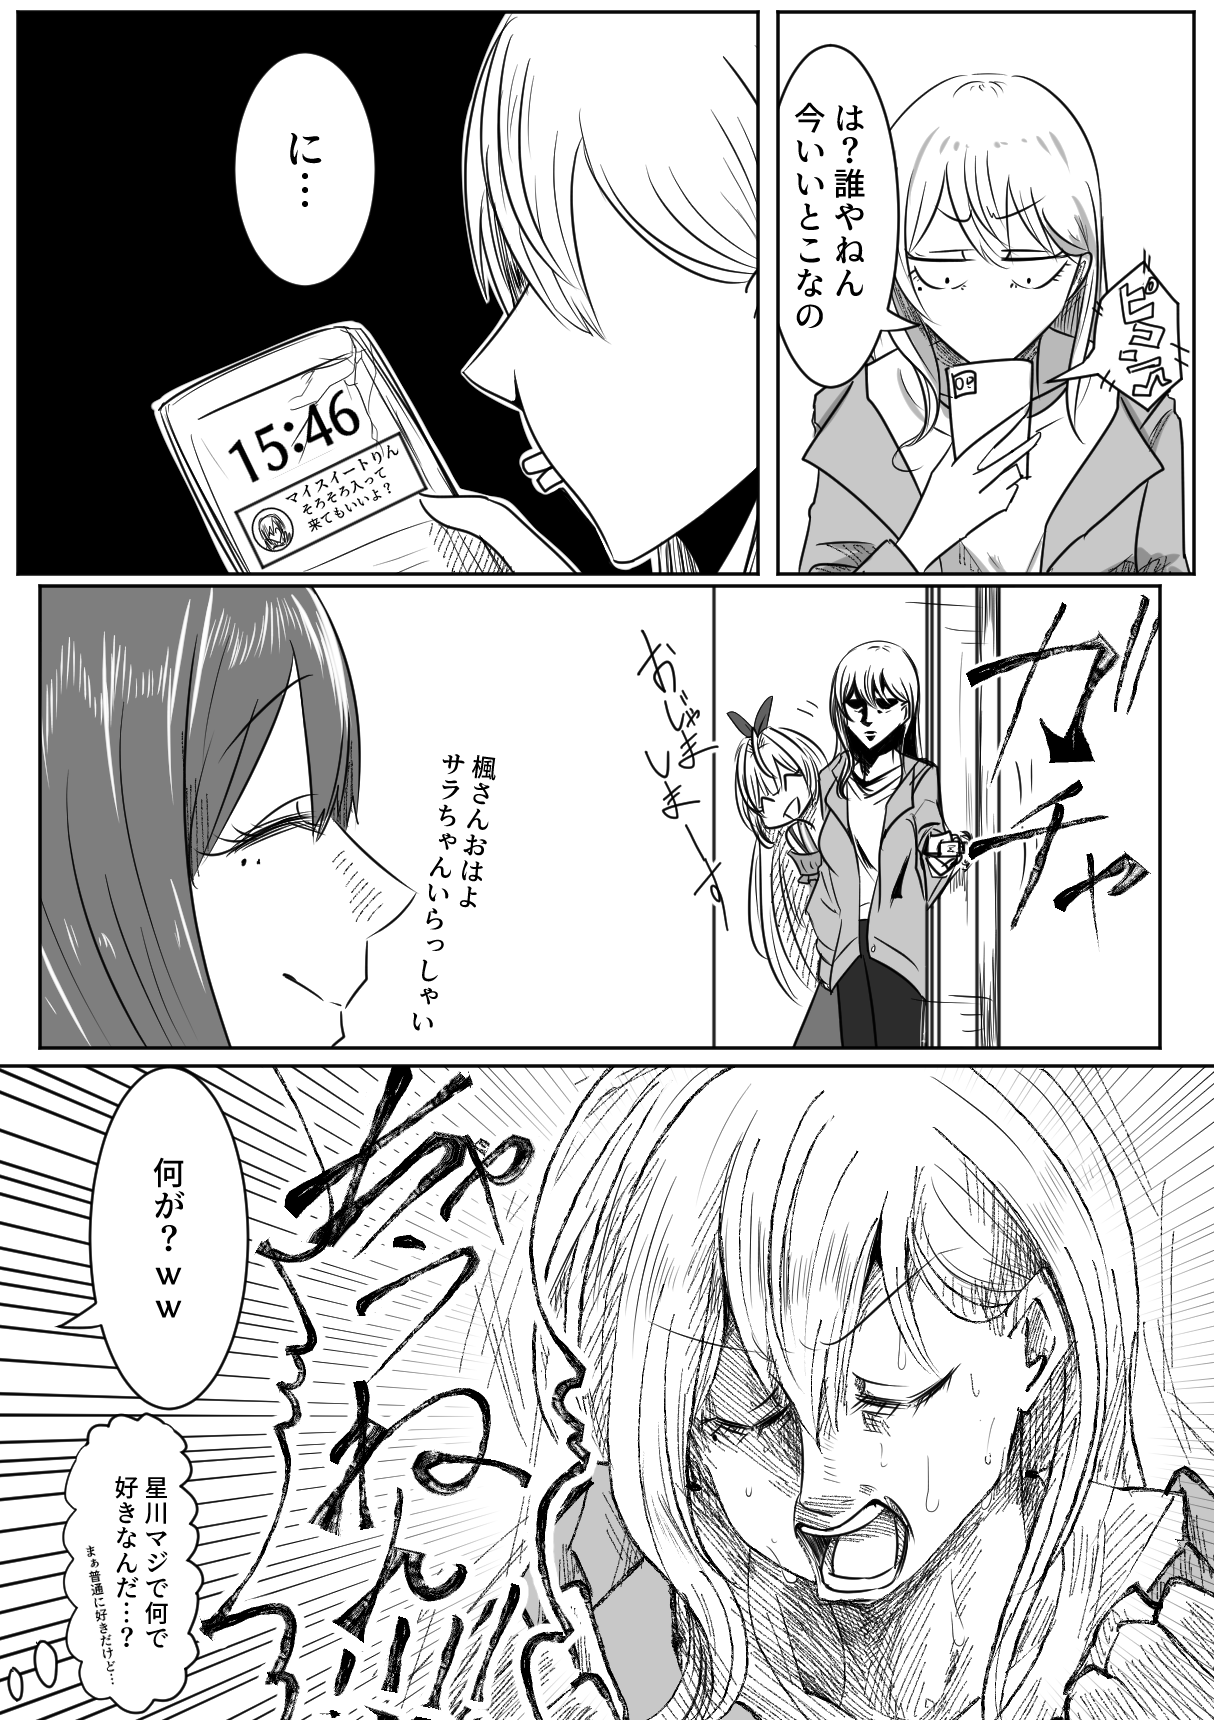 は？誰やねん
今いいとこなの
ピコン
に…
15:46
マイスイートりん
そろそろ入って
来てもいいよ？
ガチャ
おじゃましまーす
楓さんおはよ
サラちゃんいらっしゃい
何が？ｗｗ
星川マジで何で
好きなんだ…？
まぁ普通に好きだけど…